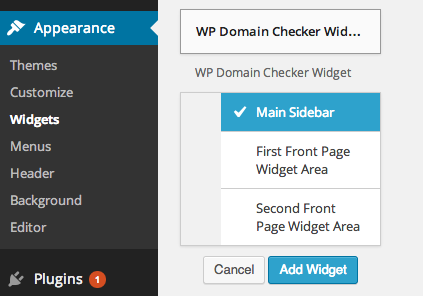 Appearance
Themes
Customize
Widgets
Menus
Header
Background
Editor
Plugins 1
WP Domain Checker Wid...
WP Domain Checker Widget
Main Sidebar
First Front Page
Widget Area
Second Front
Page Widget Area
Cancel
Add Widget